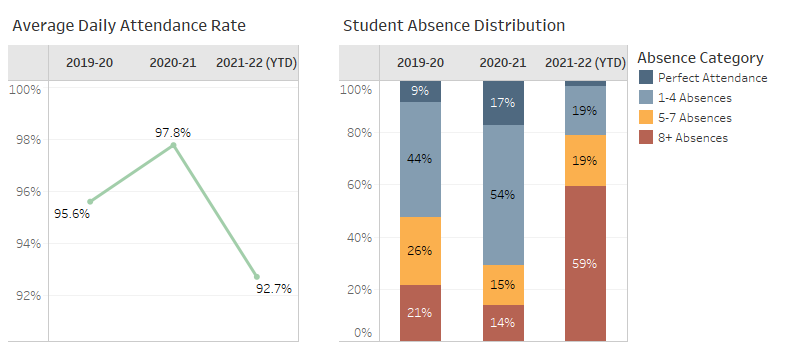 Average Daily Attendance Rate
2019-20 2020-21 2021-22 (YTD)
100%
98%
96%
94%
92%
97.8%
95.6%
92.7%
Student Absence Distribution
2019-20 2020-21 2021-22 (YTD)
100%
80%
60%
40%
20%
0%
9%
44%
26%
21%
17%
54%
15%
14%
19%
19%
59%
Absence Category
Perfect Attendance
1-4 Absences
5-7 Absences
8+ Absences